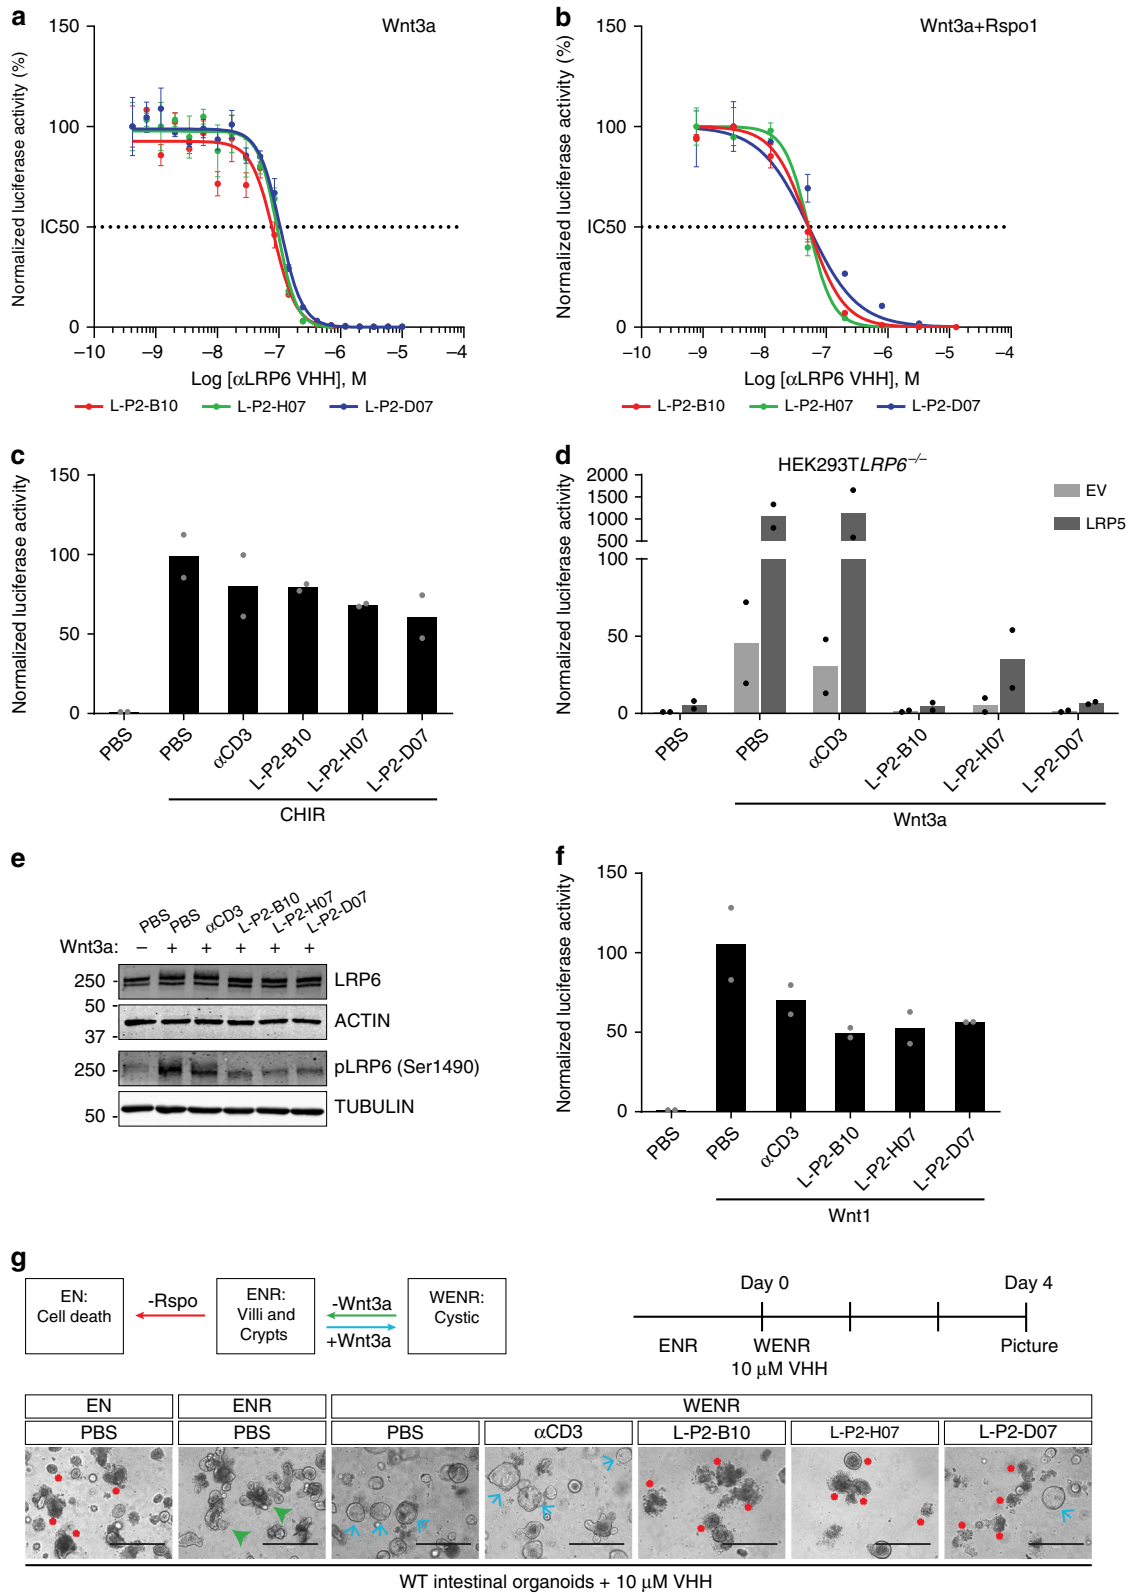 a
Wnt3a
Normalized luciferase activity (%)
150
100
IC50
0
−10 −9 −8 −7 −6 −5 −4
Log [αLRP6 VHH], M
L-P2-B10 L-P2-H07 L-P2-D07
b
Wnt3a+Rspo1
Normalized luciferase activity (%)
150
100
IC50
0
−10 −9 −8 −7 −6 −5 −4
Log [αLRP6 VHH], M
L-P2-B10 L-P2-H07 L-P2-D07
c
Normalized luciferase activity
150
100
50
0
PBS PBS αCD3 L-P2-B10 L-P2-H07 L-P2-D07
CHIR
d
HEK293TLRP6−/−
Normalized luciferase activity
2000
1500
1000
500
100
50
0
EV
LRP5
PBS PBS αCD3 L-P2-B10 L-P2-H07 L-P2-D07
Wnt3a
e
PBS PBS αCD3 L-P2-B10 L-P2-H07 L-P2-D07
Wnt3a: − + + + + +
250 LRP6
50
ACTIN
37
250 pLRP6 (Ser1490)
50 TUBULIN
f
Normalized luciferase activity
150
100
50
0
PBS PBS αCD3 L-P2-B10 L-P2-H07 L-P2-D07
Wnt1
g
EN:
Cell death
-Rspo
ENR:
Villi and
Crypts
-Wnt3a
+Wnt3a
WENR:
Cystic
Day 0 Day 4
ENR WENR Picture
10 μM VHH
EN ENR WENR
PBS PBS PBS αCD3 L-P2-B10 L-P2-H07 L-P2-D07
WT intestinal organoids + 10 μM VHH